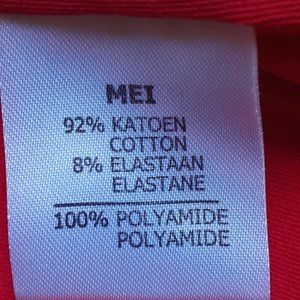 MEI
92% KATOEN
COTTON
8% ELASTAAN
ELASTANE
100% POLYAMIDE
POLYAMIDE